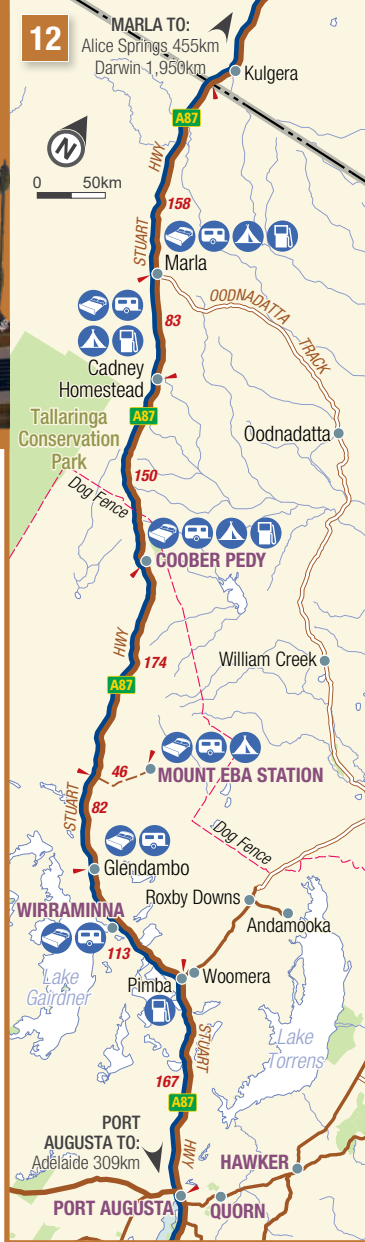 12
MARLA TO:
Alice Springs 455km
Darwin 1,950km
Kulgera
A87
N
0 50km
HWY
158
STUART
Marla
OODNADATTA TRACK
83
Cadney
Homestead
A87
Tallaringa
Conservation
Park
Oodnadatta
150
Dog Fence
COOBER PEDY
HWY
174
William Creek
A87
46
MOUNT EBA STATION
STUART
82
Dog Fence
Glendambo
Roxby Downs
WIRRAMINNA
Andamooka
113
Pimba
Woomera
Lake
Gairdner
STUART
Lake
Torrens
167
A87
PORT
AUGUSTA TO:
Adelaide 309km
HWY
HAWKER
PORT AUGUSTA
QUORN